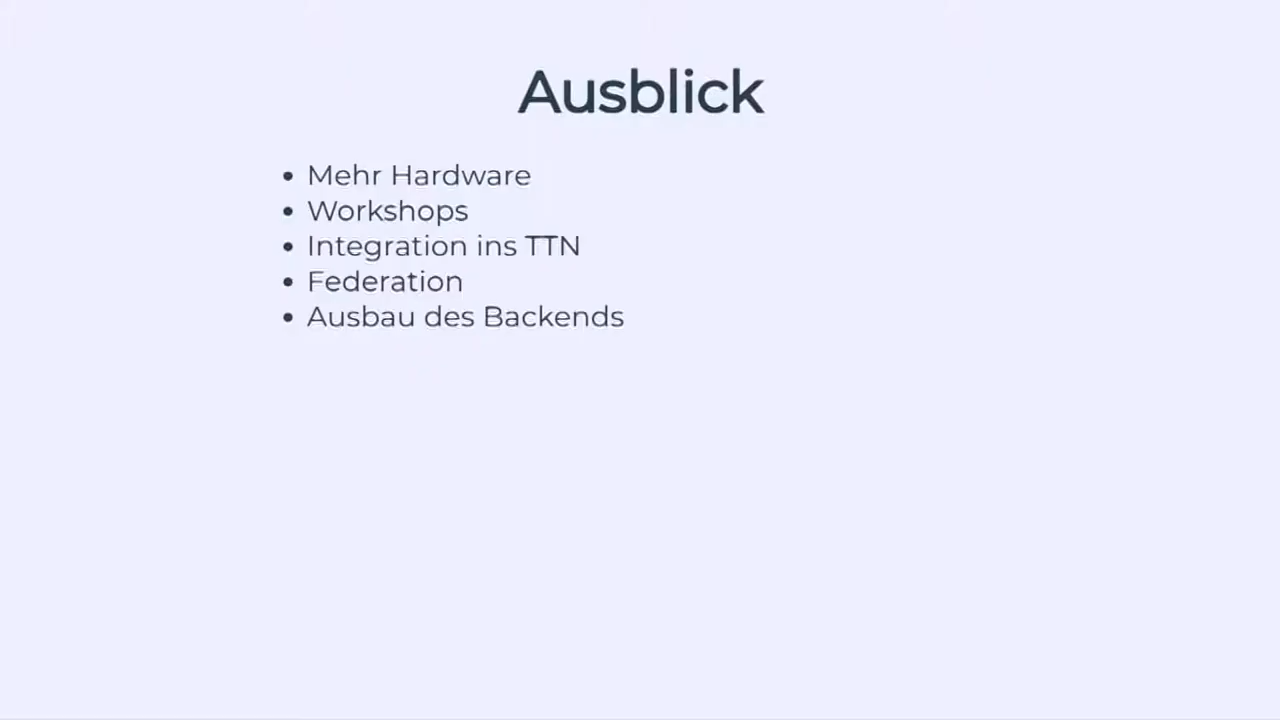 Ausblick
• Mehr Hardware
• Workshops
• Integration ins TTN
• Federation
• Ausbau des Backends